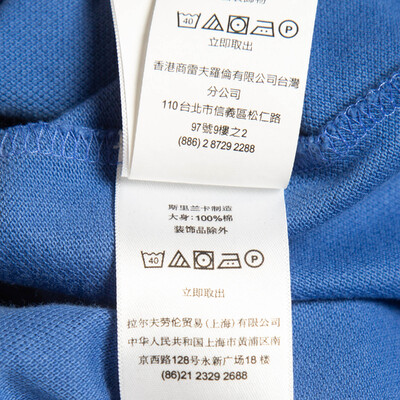 40
立即取出
香港商雷夫羅倫有限公司台灣
分公司
110台北市信義區松仁路
97號9樓之2
(886) 2 8729 2288
斯里兰卡制造
大身: 100%棉
装饰品除外
40
立即取出
拉尔夫劳伦贸易(上海)有限公司
中华人民共和国上海市黄浦区南
京西路128号永新广场18楼
(86)21 2329 2688